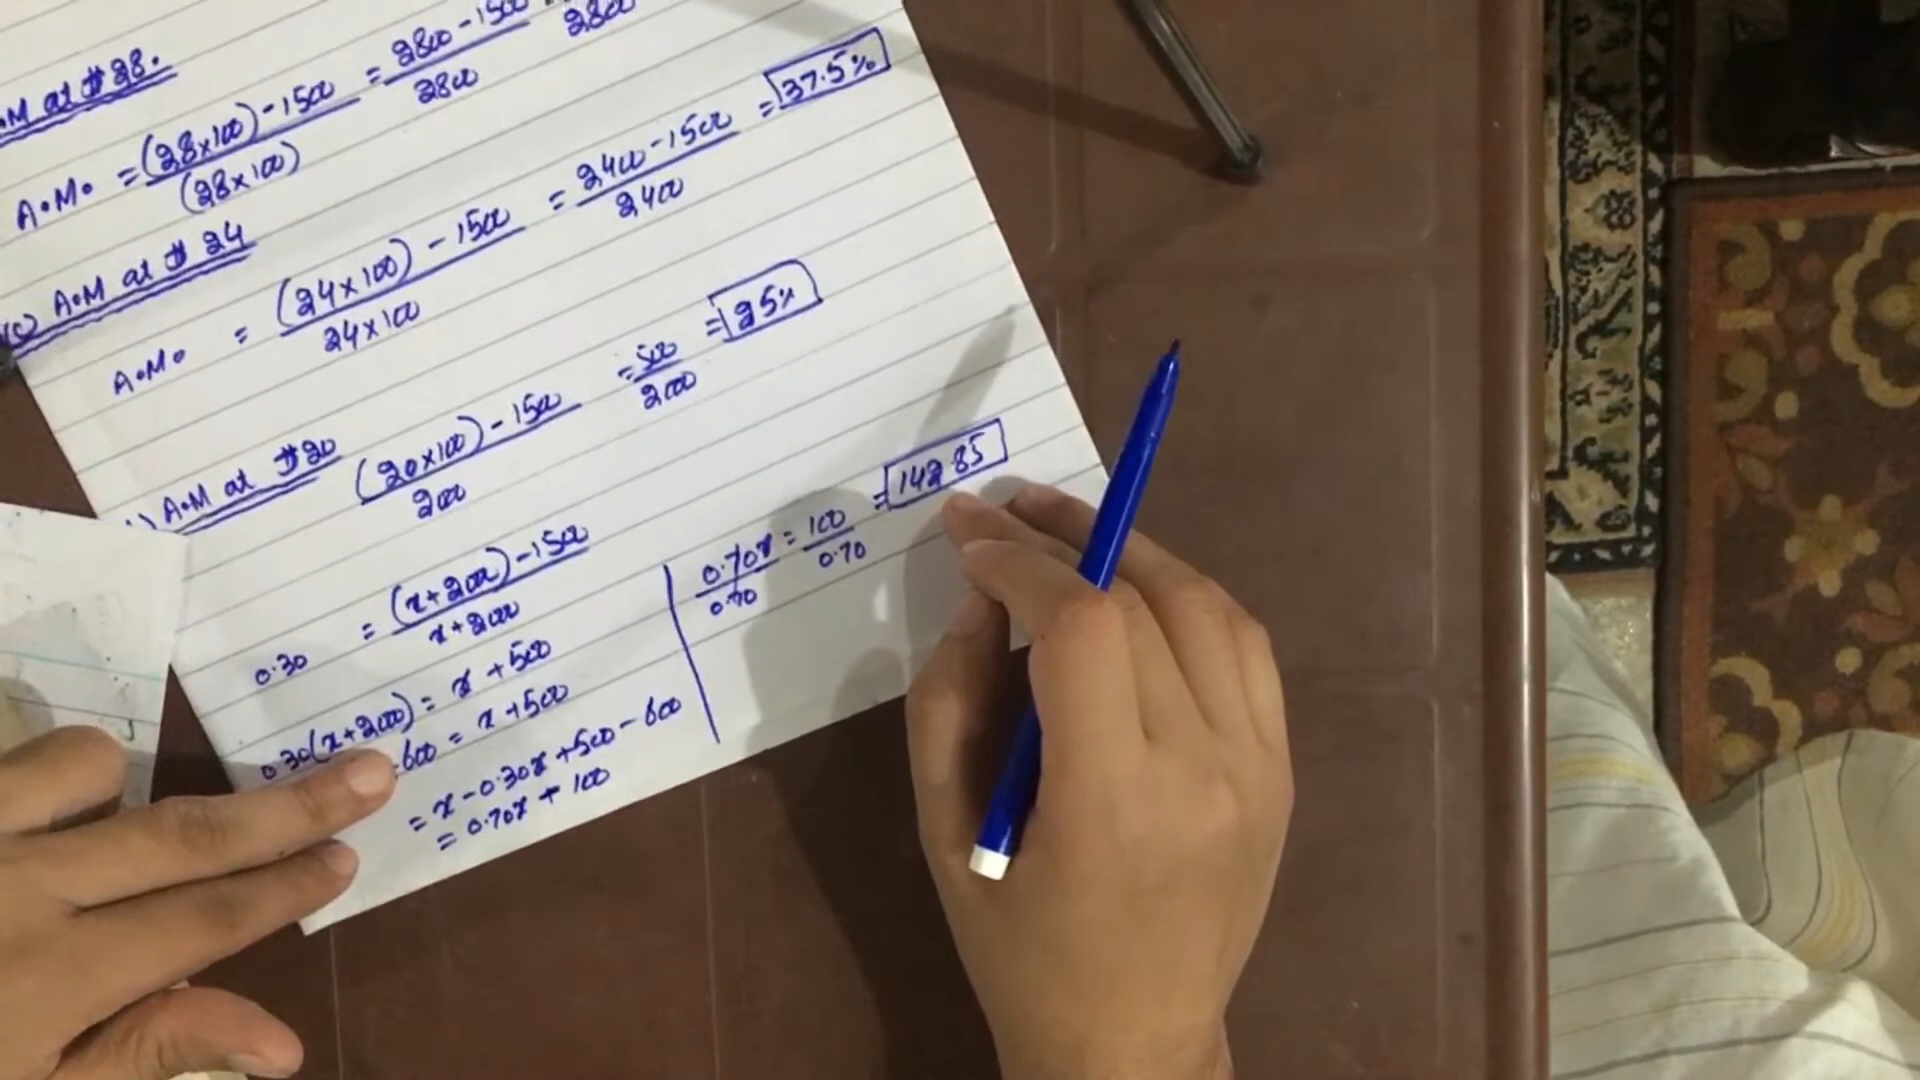 .M at $28.
A.M. = (28×100) - 1500 / (28×100) = 2800 - 1500 / 2800
2800
(c) A.M at $ 24
A.M. = (24×100) - 1500 / 24×100 = 2400 - 1500 / 2400 = 37.5%
) A.M at $20
(20×100) - 1500 / 200 = 500 / 2000 = 25%
0.30 = (x+2000) - 1500 / x+2000
0.30(x+2000) = x + 500
600 = x + 500
= x - 0.30x + 500 - 600
= 0.70x + 100
0.70x / 0.70 = 100 / 0.70 = 142.85